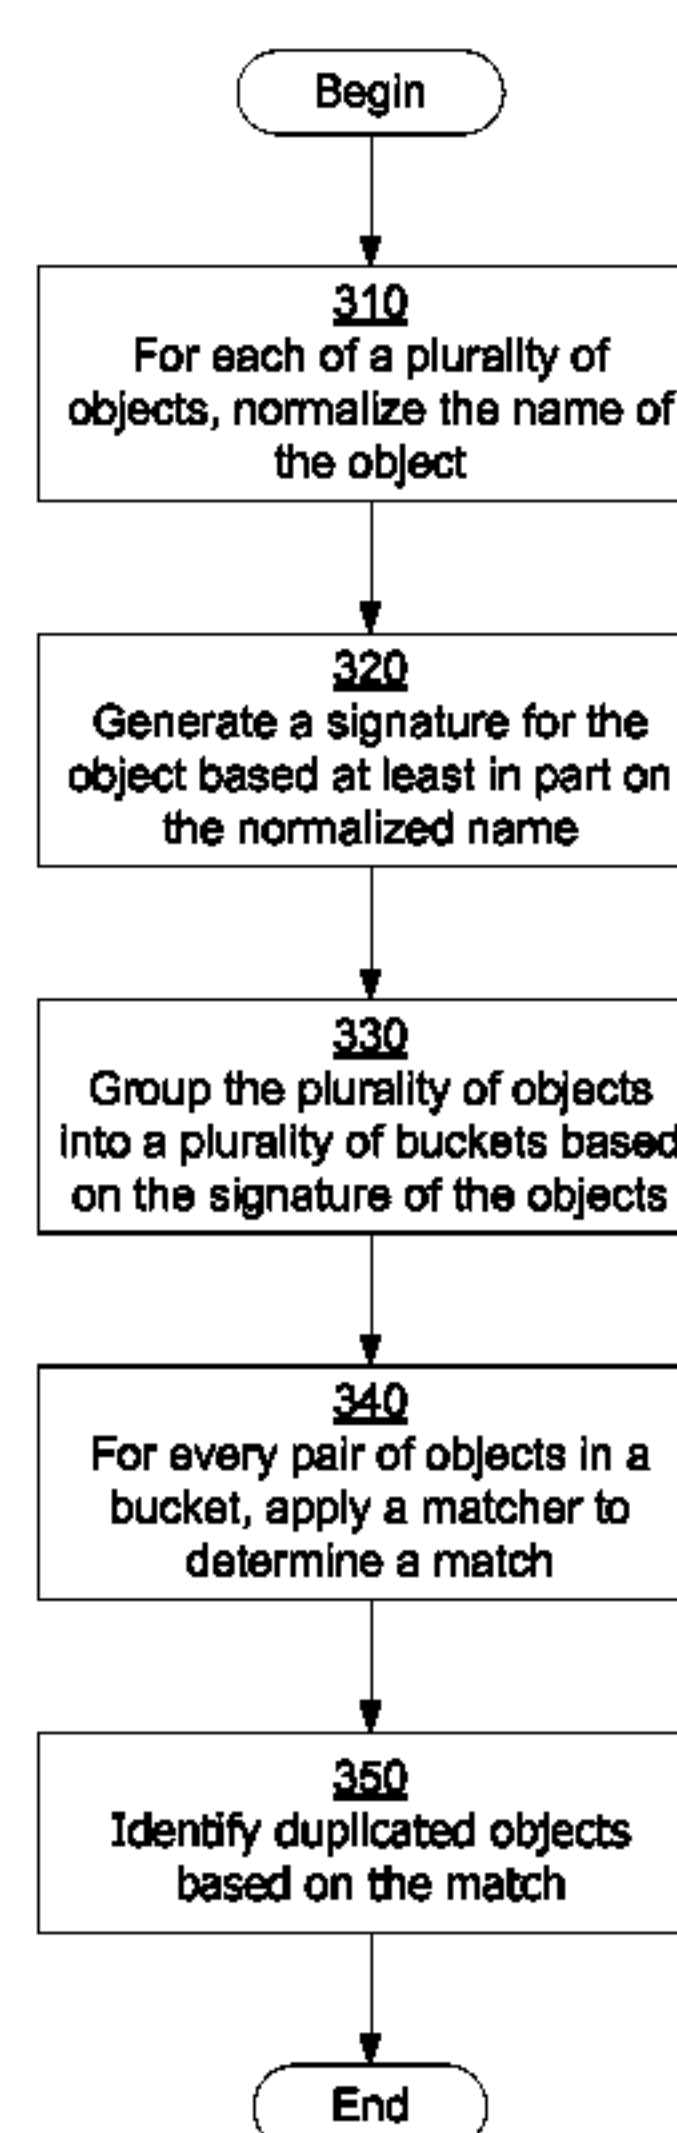 Begin
310
For each of a plurality of
objects, normalize the name of
the object
320
Generate a signature for the
object based at least in part on
the normalized name
330
Group the plurality of objects
into a plurality of buckets based
on the signature of the objects
340
For every pair of objects in a
bucket, apply a matcher to
determine a match
350
Identify duplicated objects
based on the match
End